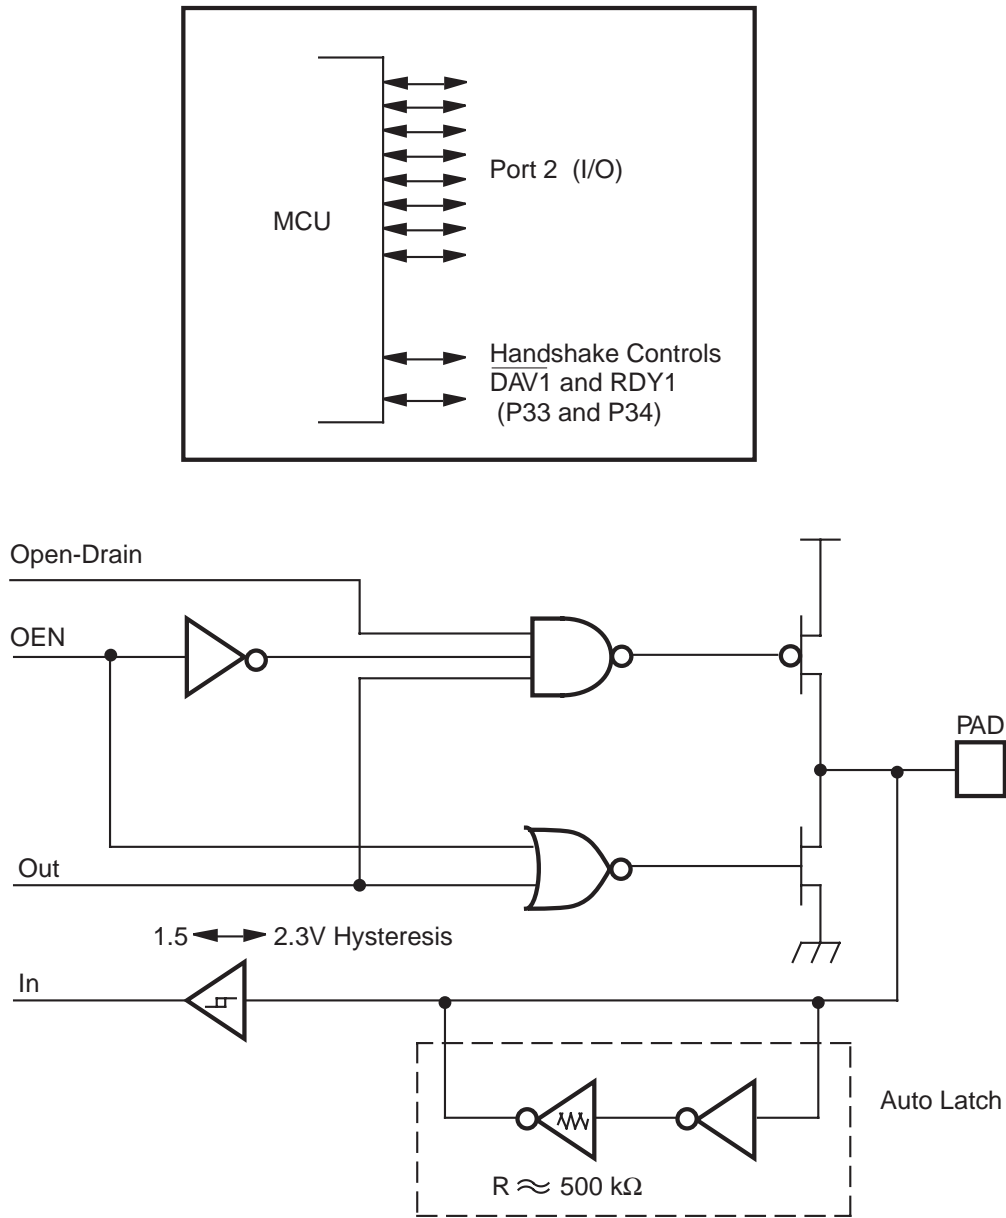 MCU
Port 2 (I/O)
Handshake Controls
D̅A̅V̅1̅ and RDY1
(P33 and P34)
Open-Drain
OEN
PAD
Out
1.5 2.3V Hysteresis
In
Auto Latch
R ≈ 500 kΩ